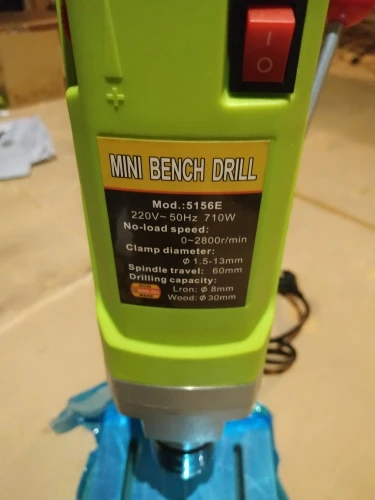 MINI BENCH DRILL
Mod.:5156E
220V~ 50Hz 710W
No-load speed:
0~2800r/min
Clamp diameter:
ϕ 1.5-13mm
Spindle travel: 60mm
Drilling capacity:
Lron: ϕ 8mm
Wood: ϕ 30mm